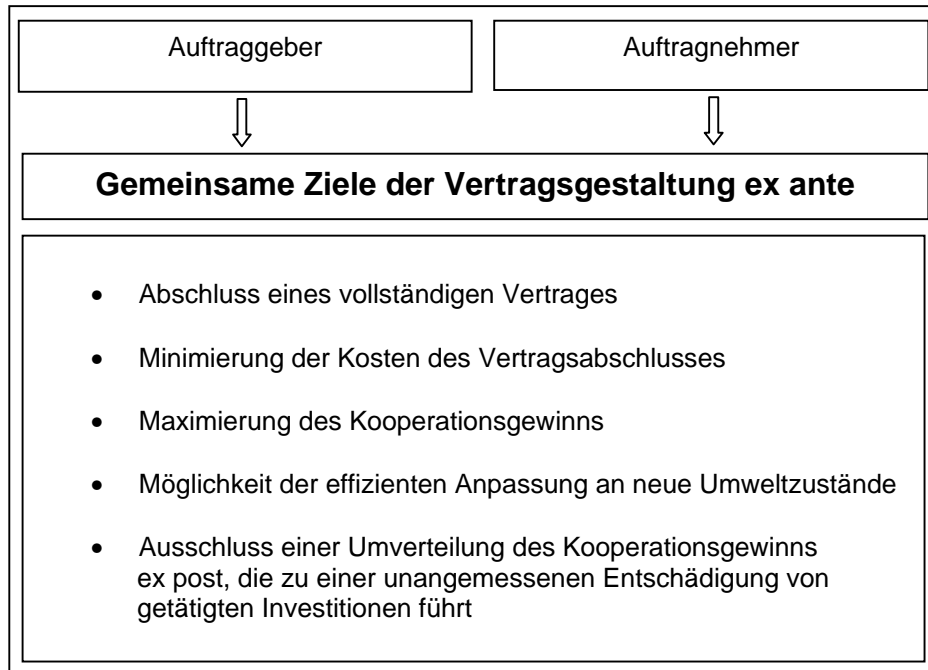 Auftraggeber
Auftragnehmer
Gemeinsame Ziele der Vertragsgestaltung ex ante
• Abschluss eines vollständigen Vertrages
• Minimierung der Kosten des Vertragsabschlusses
• Maximierung des Kooperationsgewinns
• Möglichkeit der effizienten Anpassung an neue Umweltzustände
• Ausschluss einer Umverteilung des Kooperationsgewinns
ex post, die zu einer unangemessenen Entschädigung von
getätigten Investitionen führt